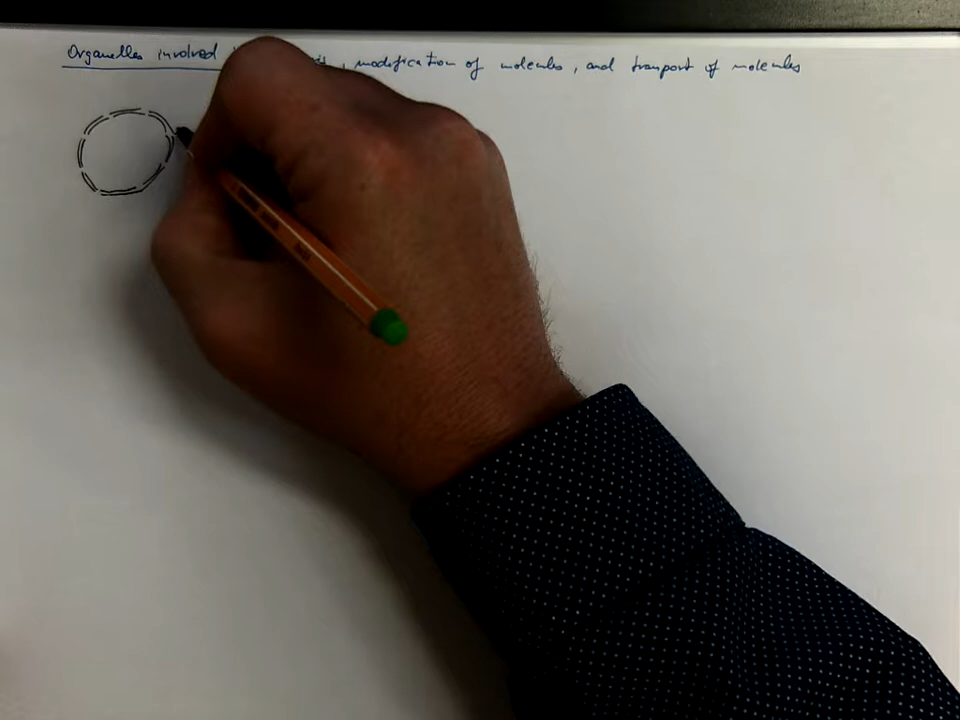 Organelles involved , modification of molecules, and transport of molecules